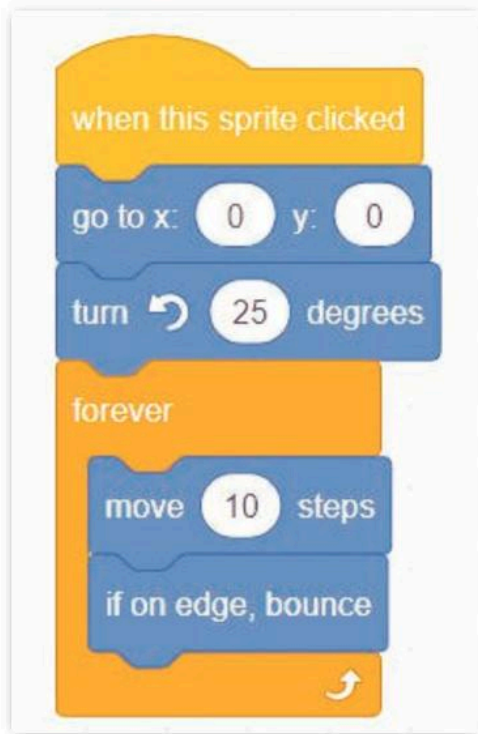 when this sprite clicked
go to x: 0 y: 0
turn 25 degrees
forever
move 10 steps
if on edge, bounce